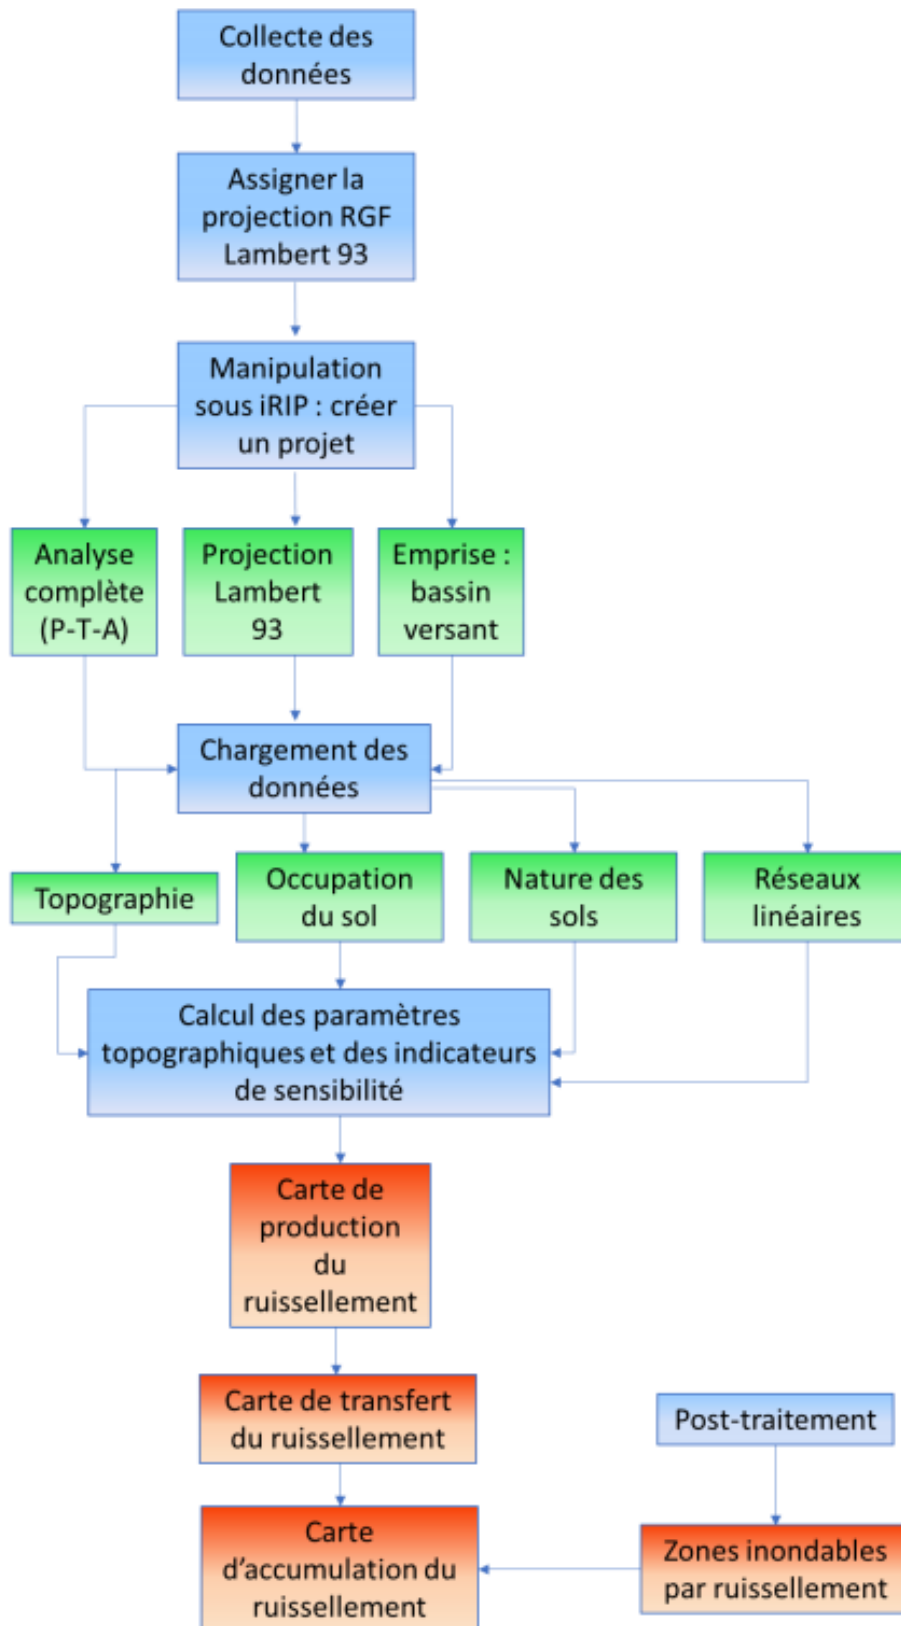 Collecte des
données
Assigner la
projection RGF
Lambert 93
Manipulation
sous iRIP : créer
un projet
Analyse
complète
(P-T-A)
Projection
Lambert
93
Emprise :
bassin
versant
Chargement des
données
Topographie
Occupation
du sol
Nature des
sols
Réseaux
linéaires
Calcul des paramètres
topographiques et des indicateurs
de sensibilité
Carte de
production
du
ruissellement
Carte de transfert
du ruissellement
Post-traitement
Carte
d'accumulation du
ruissellement
Zones inondables
par ruissellement